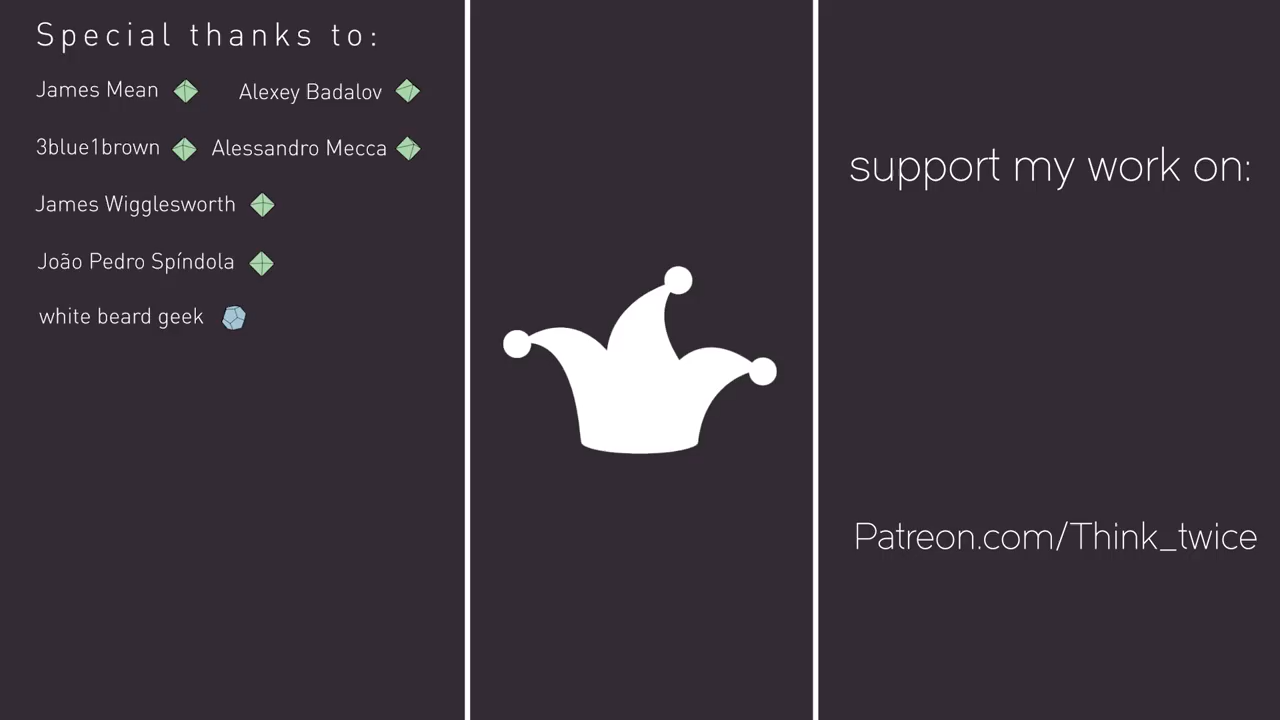 Special thanks to:
James Mean
Alexey Badalov
3blue1brown
Alessandro Mecca
James Wigglesworth
João Pedro Spíndola
white beard geek
support my work on:
Patreon.com/Think_twice